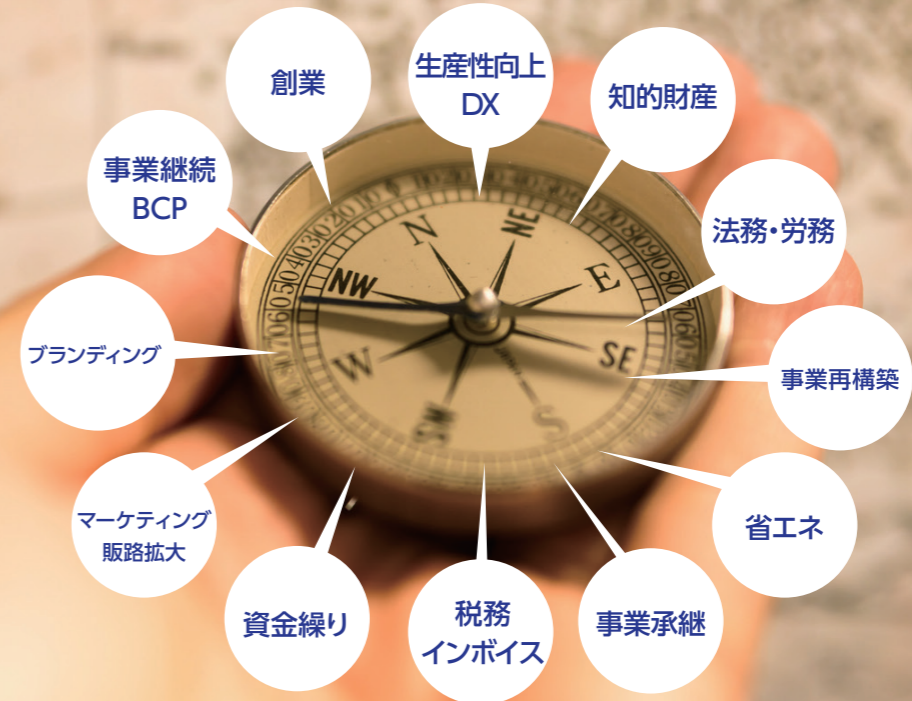 創業
生産性向上
DX
知的財産
法務・労務
事業再構築
省エネ
事業承継
税務
インボイス
資金繰り
マーケティング
販路拡大
ブランディング
事業継続
BCP
N
NE
E
SE
S
SW
W
NW